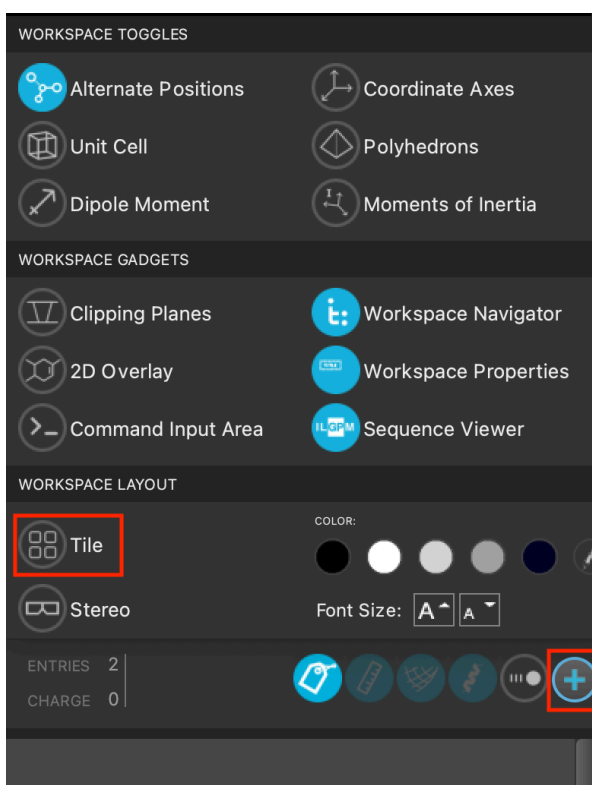 WORKSPACE TOGGLES
Alternate Positions
Coordinate Axes
Unit Cell
Polyhedrons
Dipole Moment
Moments of Inertia
WORKSPACE GADGETS
Clipping Planes
Workspace Navigator
2D Overlay
Workspace Properties
Command Input Area
ILGPM Sequence Viewer
WORKSPACE LAYOUT
COLOR:
Tile
Stereo
Font Size: A A
ENTRIES 2
CHARGE 0